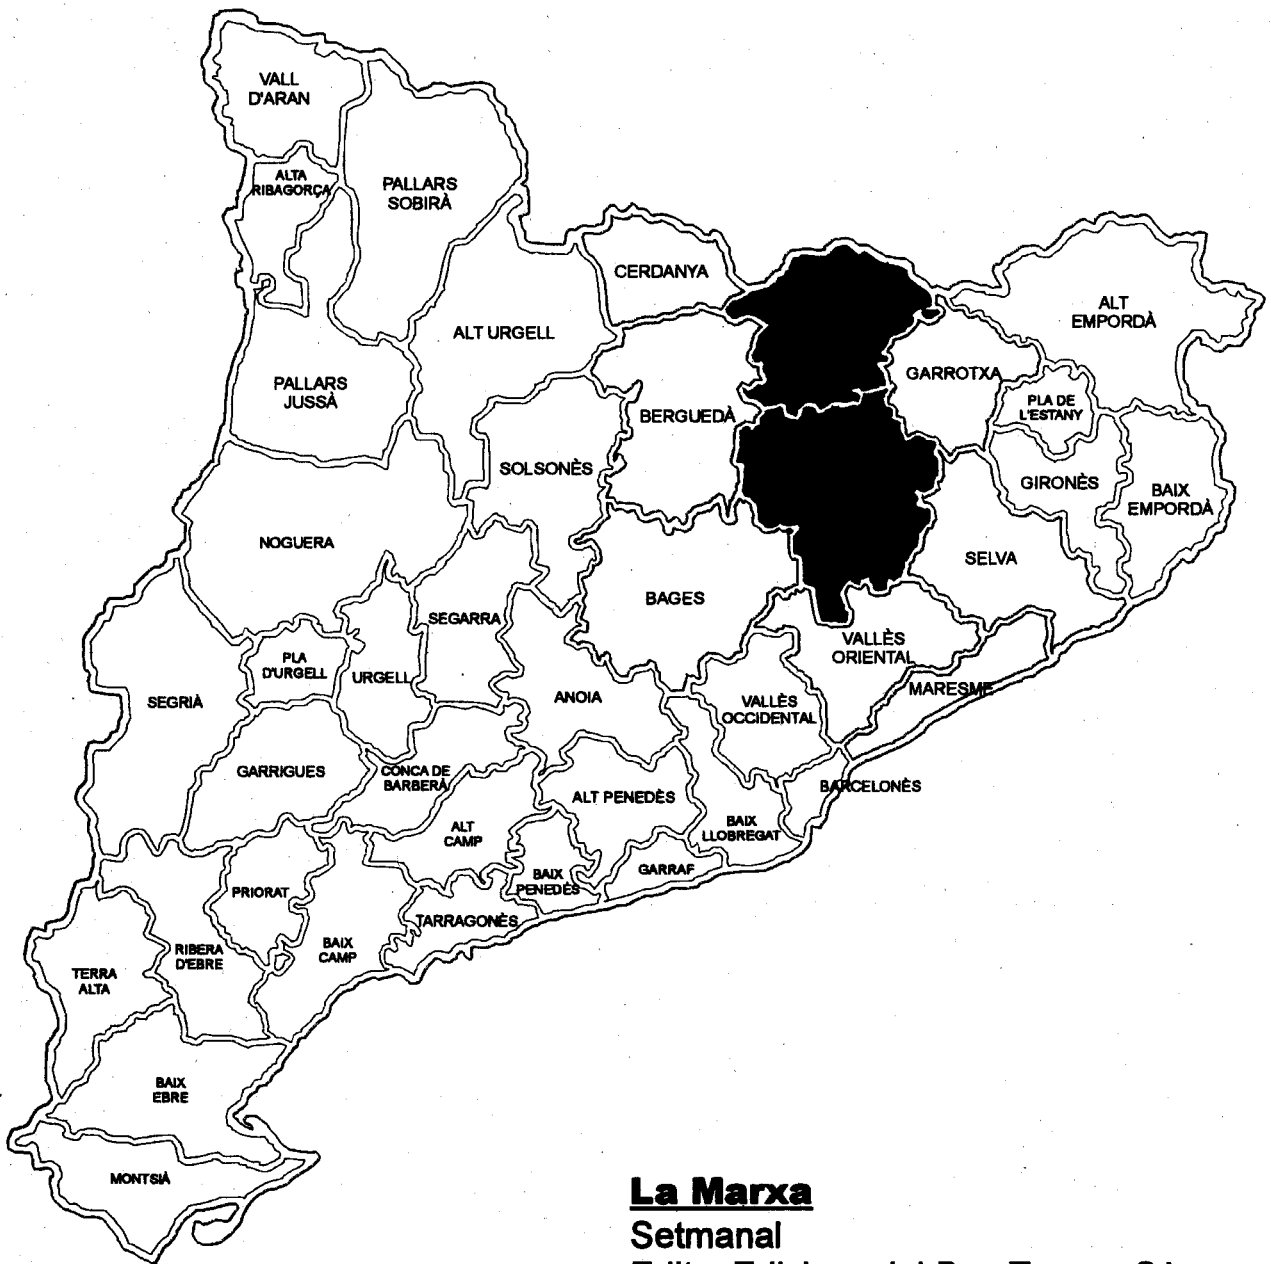 VALL
D'ARAN
ALTA
RIBAGORÇA
PALLARS
SOBIRÀ
CERDANYA
ALT
EMPORDÀ
ALT URGELL
PALLARS
JUSSÀ
GARROTXA
PLA DE
L'ESTANY
BERGUEDÀ
SOLSONÈS
GIRONÈS
BAIX
EMPORDÀ
NOGUERA
SELVA
BAGES
SEGARRA
VALLÈS
ORIENTAL
PLA
D'URGELL
URGELL
MARESME
SEGRIÀ
ANOIA
VALLÈS
OCCIDENTAL
GARRIGUES
CONCA DE
BARBERÀ
BARCELONÈS
ALT PENEDÈS
ALT
CAMP
BAIX
LLOBREGAT
GARRAF
BAIX
PENEDÈS
PRIORAT
TARRAGONÈS
BAIX
CAMP
RIBERA
D'EBRE
TERRA
ALTA
BAIX
EBRE
MONTSIÀ
La Marxa
Setmanal